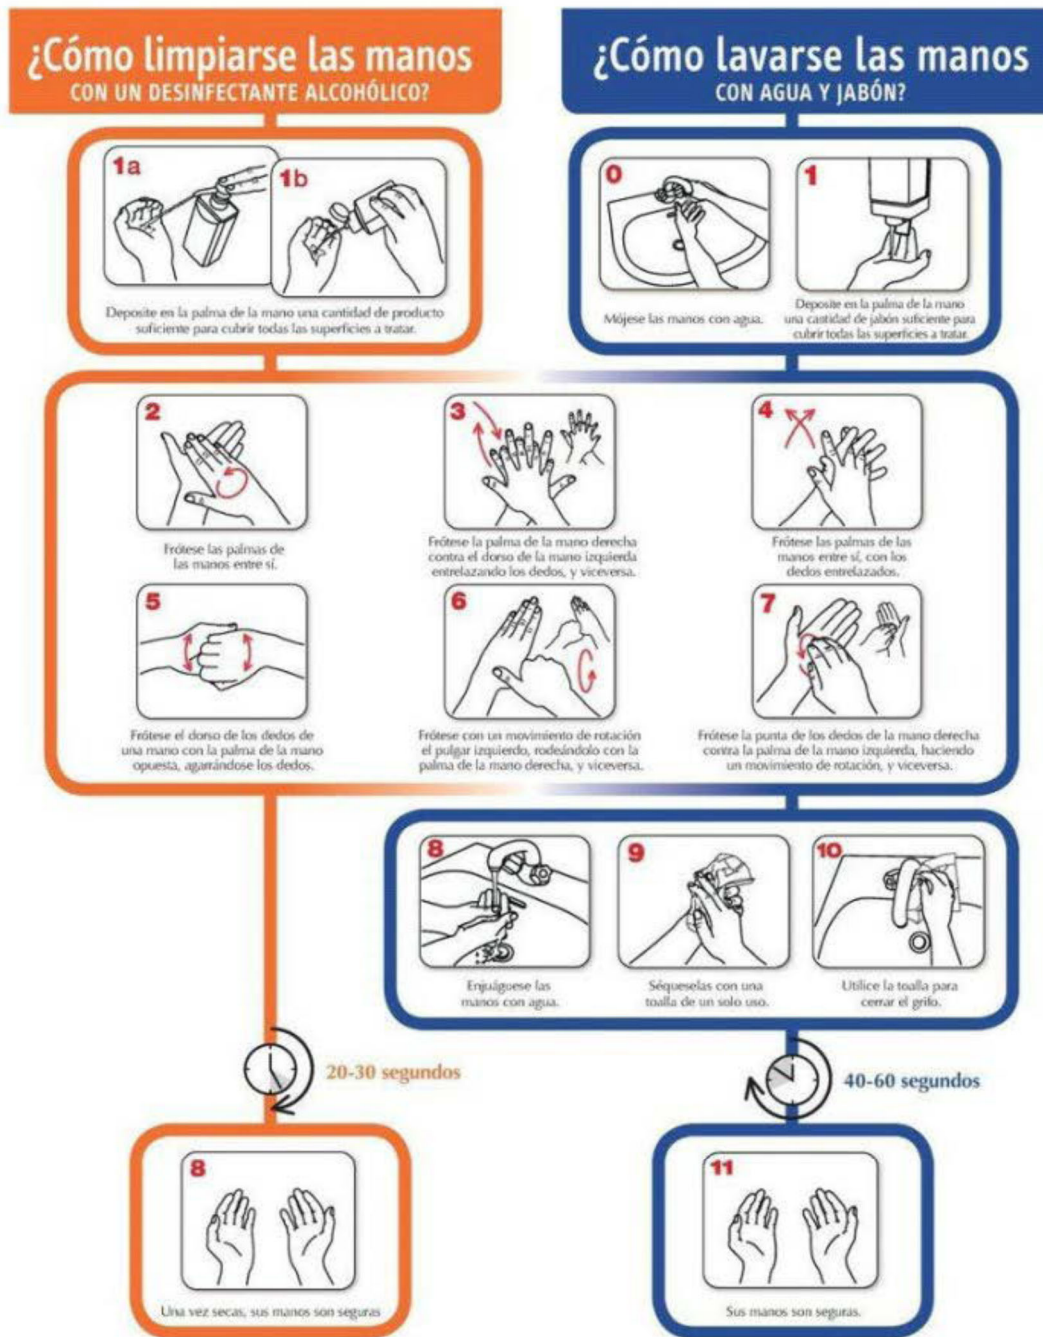 ¿Cómo limpiarse las manos
CON UN DESINFECTANTE ALCOHÓLICO?
¿Cómo lavarse las manos
CON AGUA Y JABÓN?
1a
1b
Deposite en la palma de la mano una cantidad de producto
suficiente para cubrir todas las superficies a tratar.
0
Mójese las manos con agua.
1
Deposite en la palma de la mano
una cantidad de jabón suficiente para
cubrir todas las superficies a tratar.
2
Frótese las palmas de
las manos entre sí.
3
Frótese la palma de la mano derecha
contra el dorso de la mano izquierda
entrelazando los dedos, y viceversa.
4
Frótese las palmas de las
manos entre sí, con los
dedos entrelazados.
5
Frótese el dorso de los dedos de
una mano con la palma de la mano
opuesta, agarrándose los dedos.
6
Frótese con un movimiento de rotación
el pulgar izquierdo, rodeándolo con la
palma de la mano derecha, y viceversa.
7
Frótese la punta de los dedos de la mano derecha
contra la palma de la mano izquierda, haciendo
un movimiento de rotación, y viceversa.
8
Enjuáguese las
manos con agua.
9
Séqueselas con una
toalla de un solo uso.
10
Utilice la toalla para
cerrar el grifo.
20-30 segundos
40-60 segundos
8
Una vez secas, sus manos son seguras
11
Sus manos son seguras.